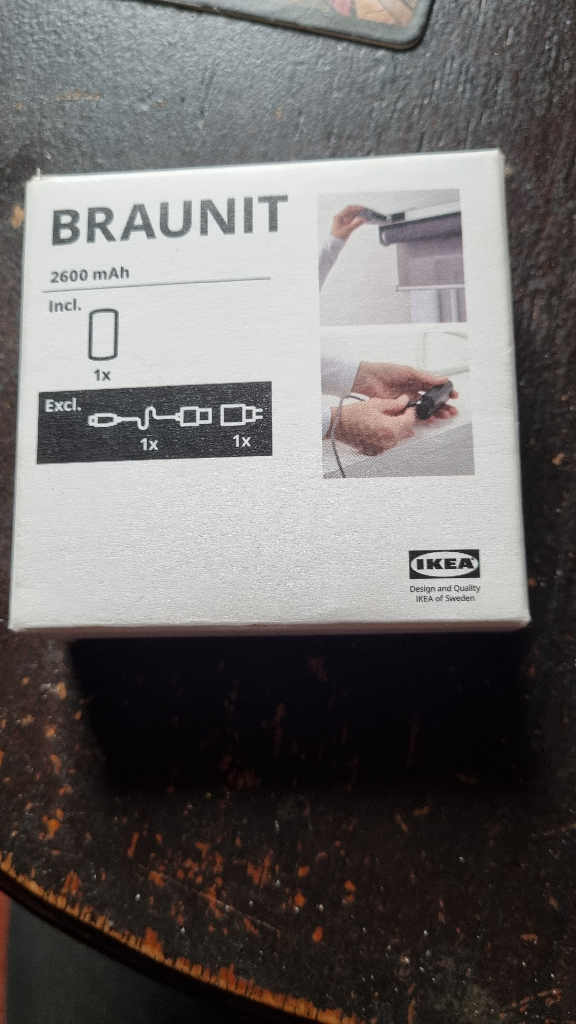 BRAUNIT
2600 mAh
Incl.
1x
Excl.
1x 1x
IKEA
Design and Quality
IKEA of Sweden